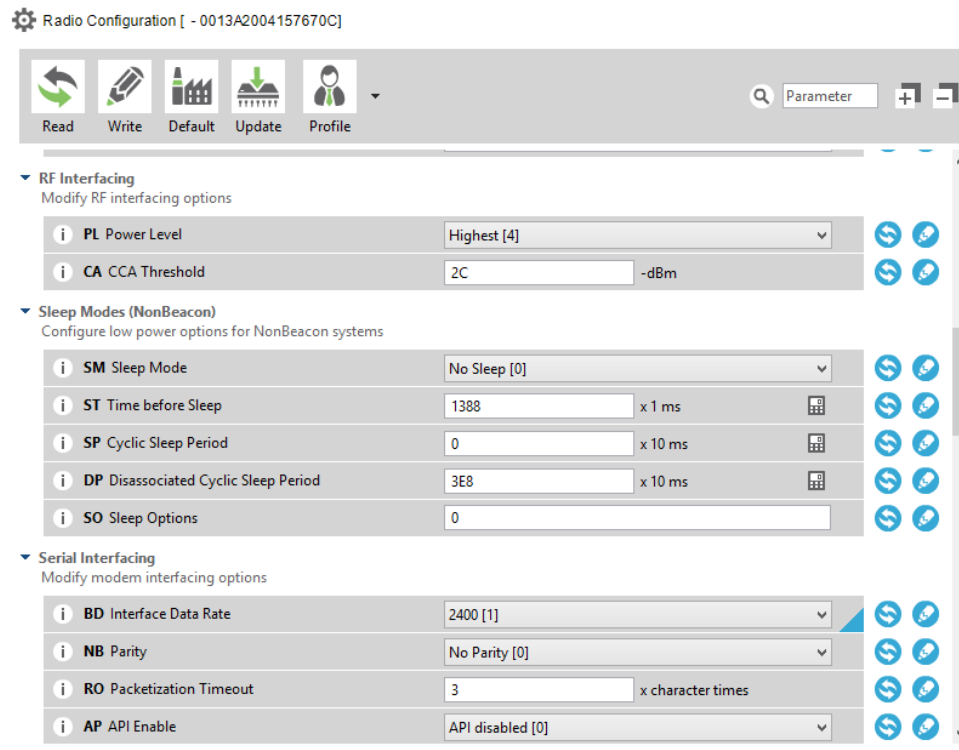 Radio Configuration [ - 0013A2004157670C]
Read Write Default Update Profile Parameter
RF Interfacing
Modify RF interfacing options
i PL Power Level Highest [4]
i CA CCA Threshold 2C -dBm
Sleep Modes (NonBeacon)
Configure low power options for NonBeacon systems
i SM Sleep Mode No Sleep [0]
i ST Time before Sleep 1388 x 1 ms
i SP Cyclic Sleep Period 0 x 10 ms
i DP Disassociated Cyclic Sleep Period 3E8 x 10 ms
i SO Sleep Options 0
Serial Interfacing
Modify modem interfacing options
i BD Interface Data Rate 2400 [1]
i NB Parity No Parity [0]
i RO Packetization Timeout 3 x character times
i AP API Enable API disabled [0]